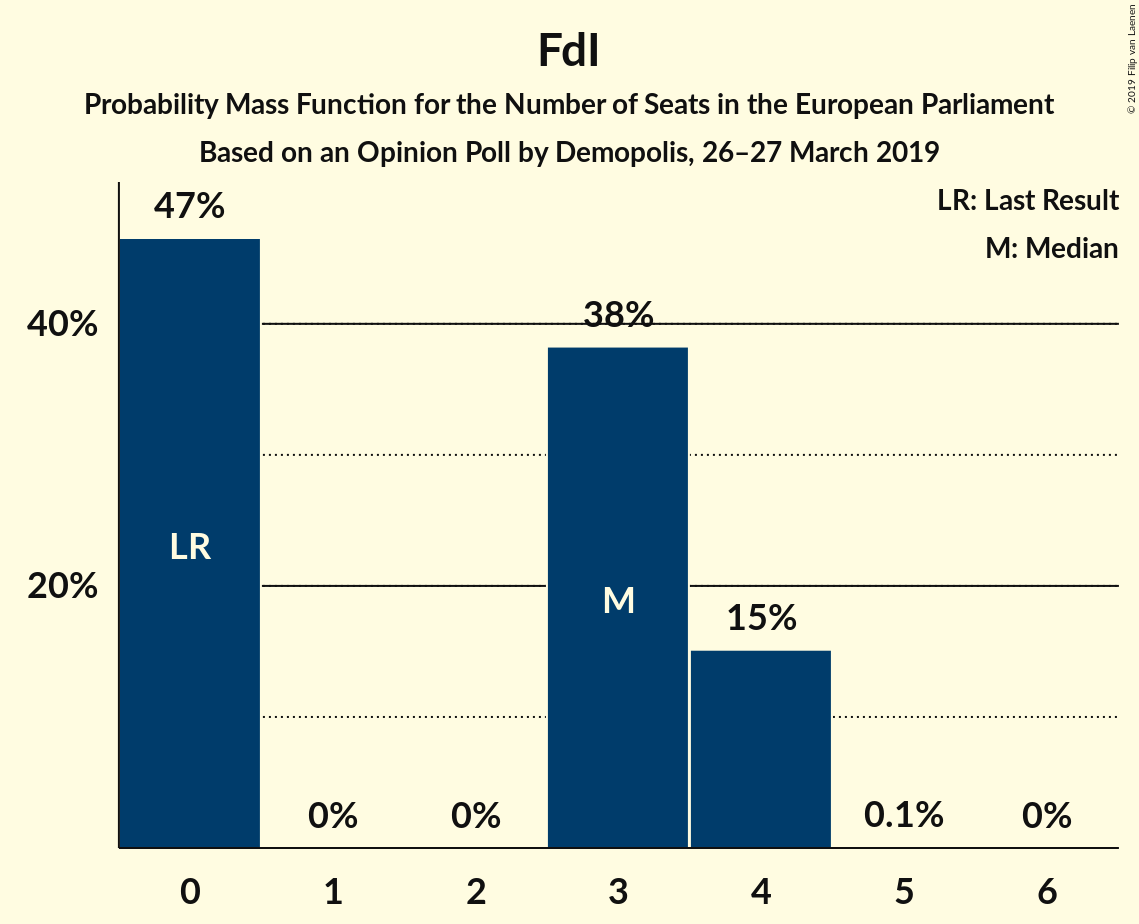 FdI
Probability Mass Function for the Number of Seats in the European Parliament
Based on an Opinion Poll by Demopolis, 26–27 March 2019
© 2019 Filip van Laenen
LR: Last Result
M: Median
47%
38%
15%
0%
0%
0.1%
0%
40%
20%
LR
M
0
1
2
3
4
5
6